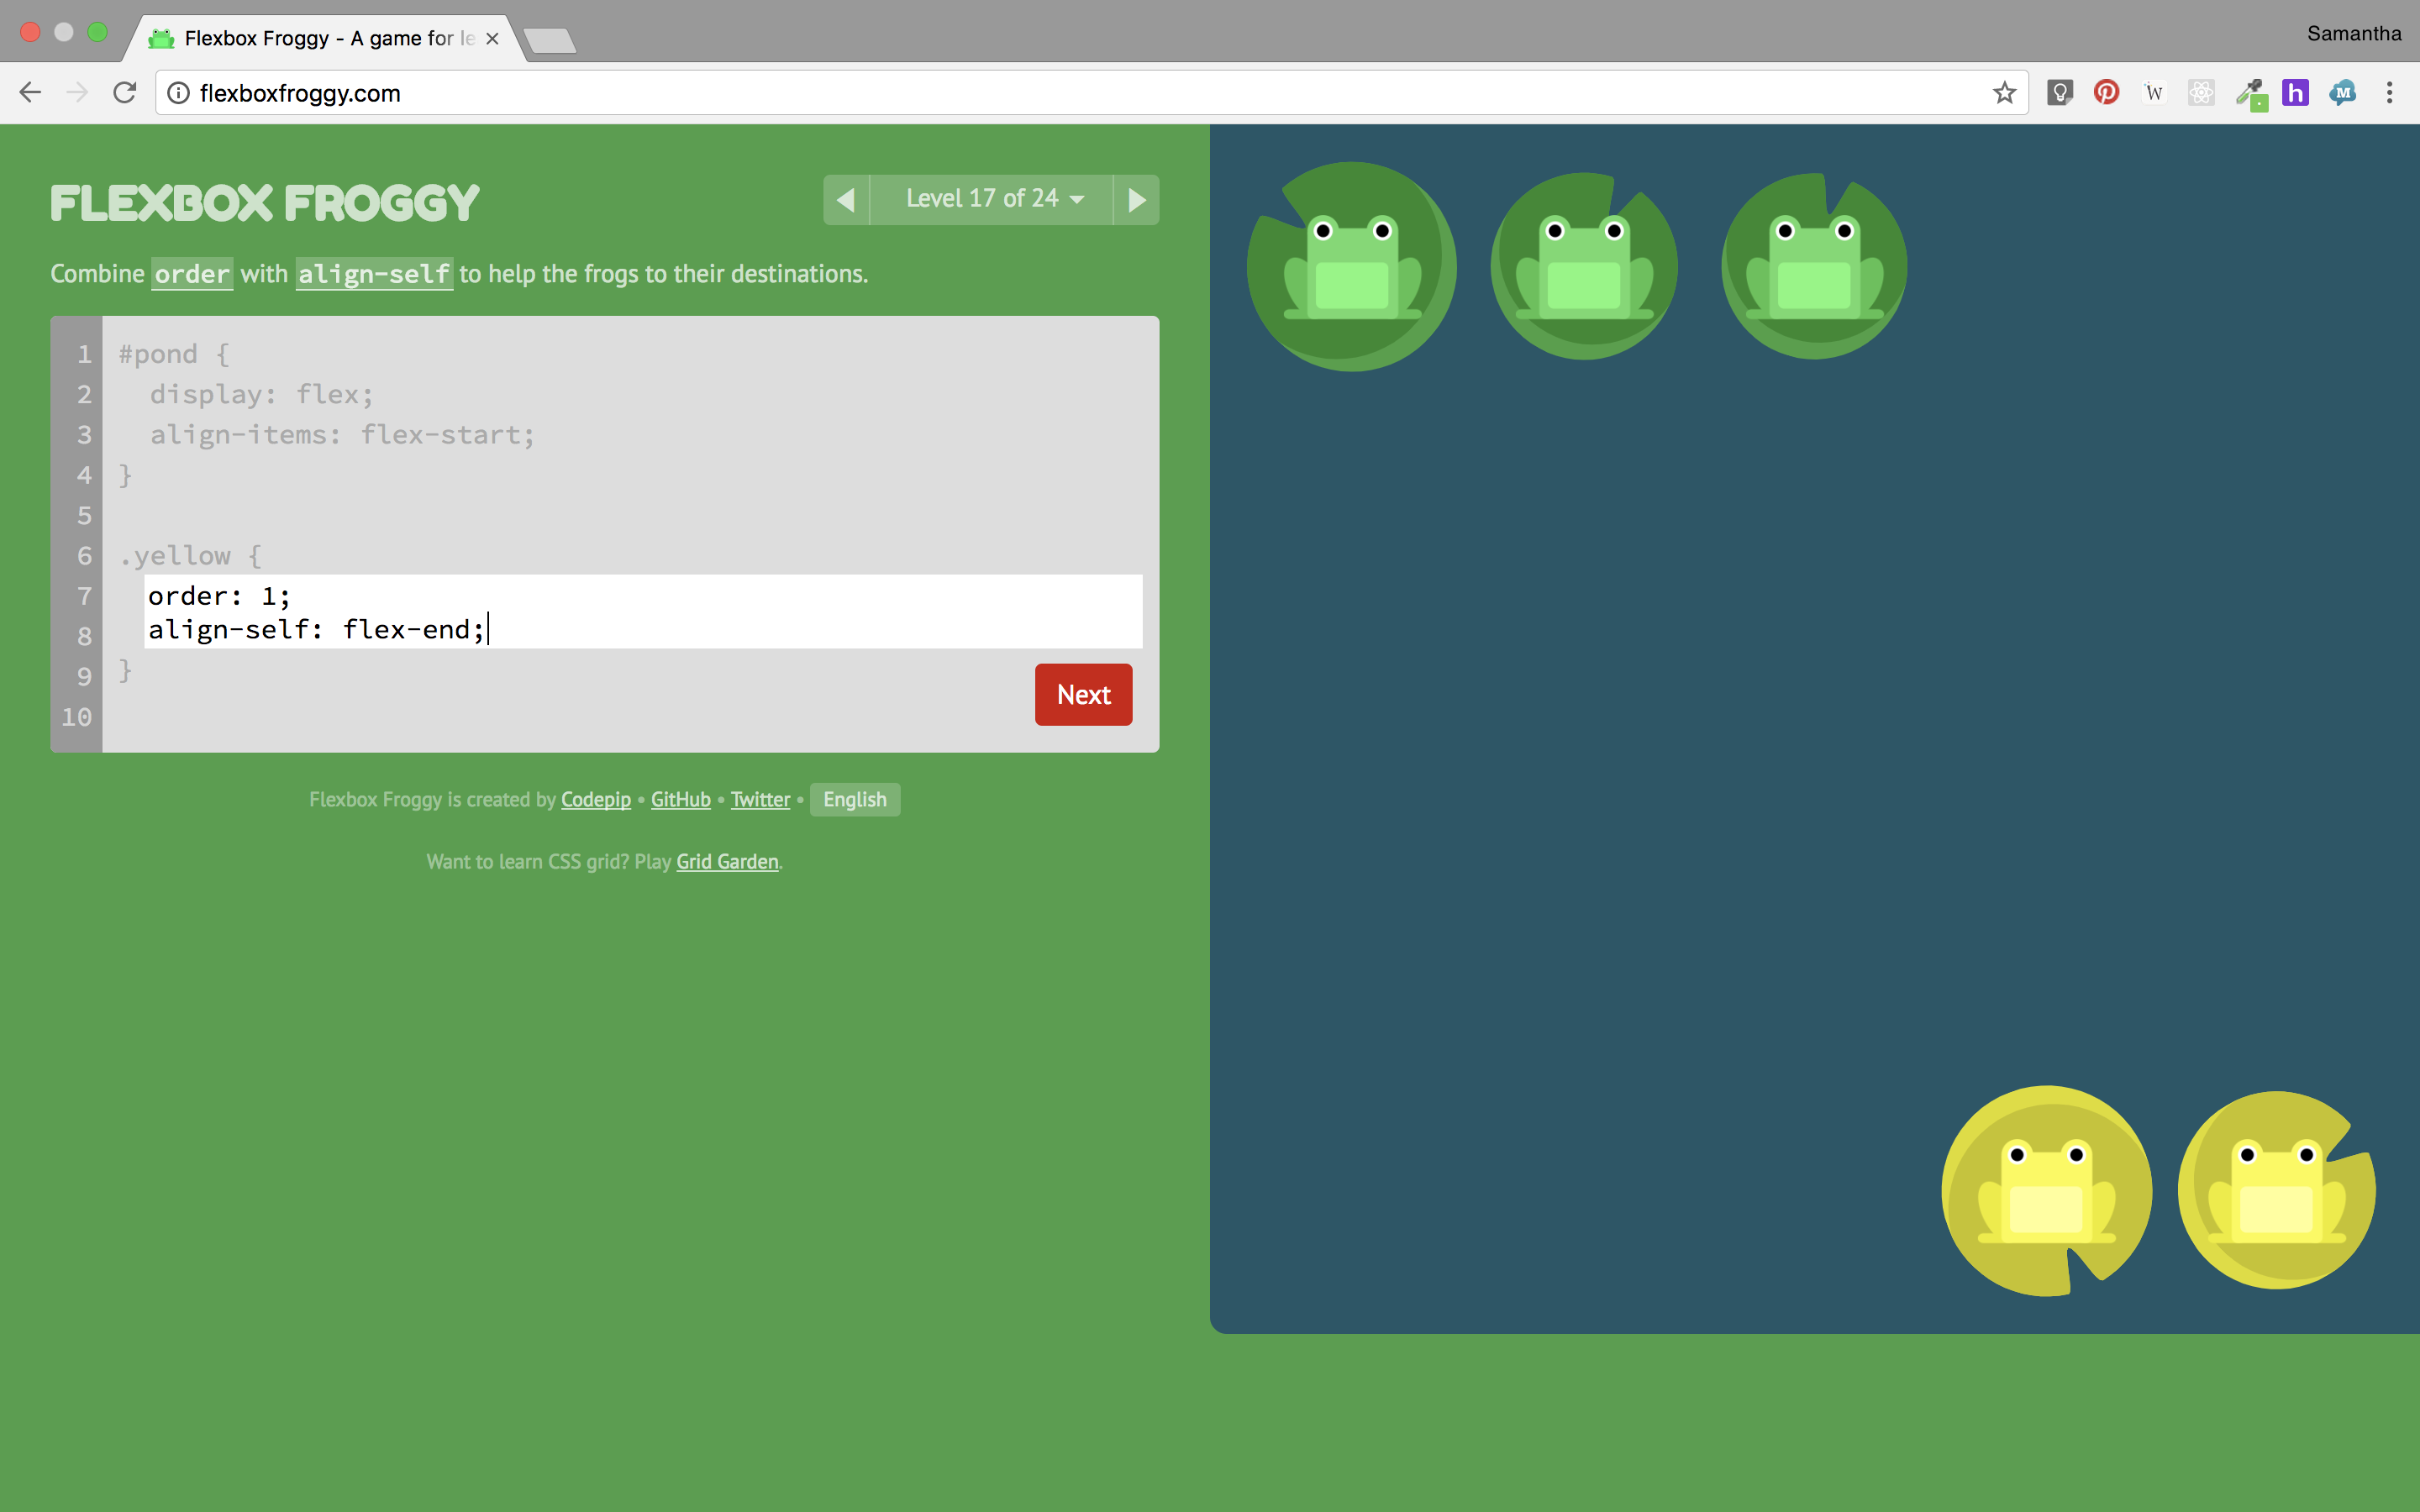 Flexbox Froggy - A game for le
Samantha
flexboxfroggy.com
W
h
M
FLEXBOX FROGGY
Level 17 of 24
Combine order with align-self to help the frogs to their destinations.
1 #pond {
2 display: flex;
3 align-items: flex-start;
4 }
5
6 .yellow {
7 order: 1;
8 align-self: flex-end;
9 }
10
Next
Flexbox Froggy is created by Codepip • GitHub • Twitter • English
Want to learn CSS grid? Play Grid Garden.